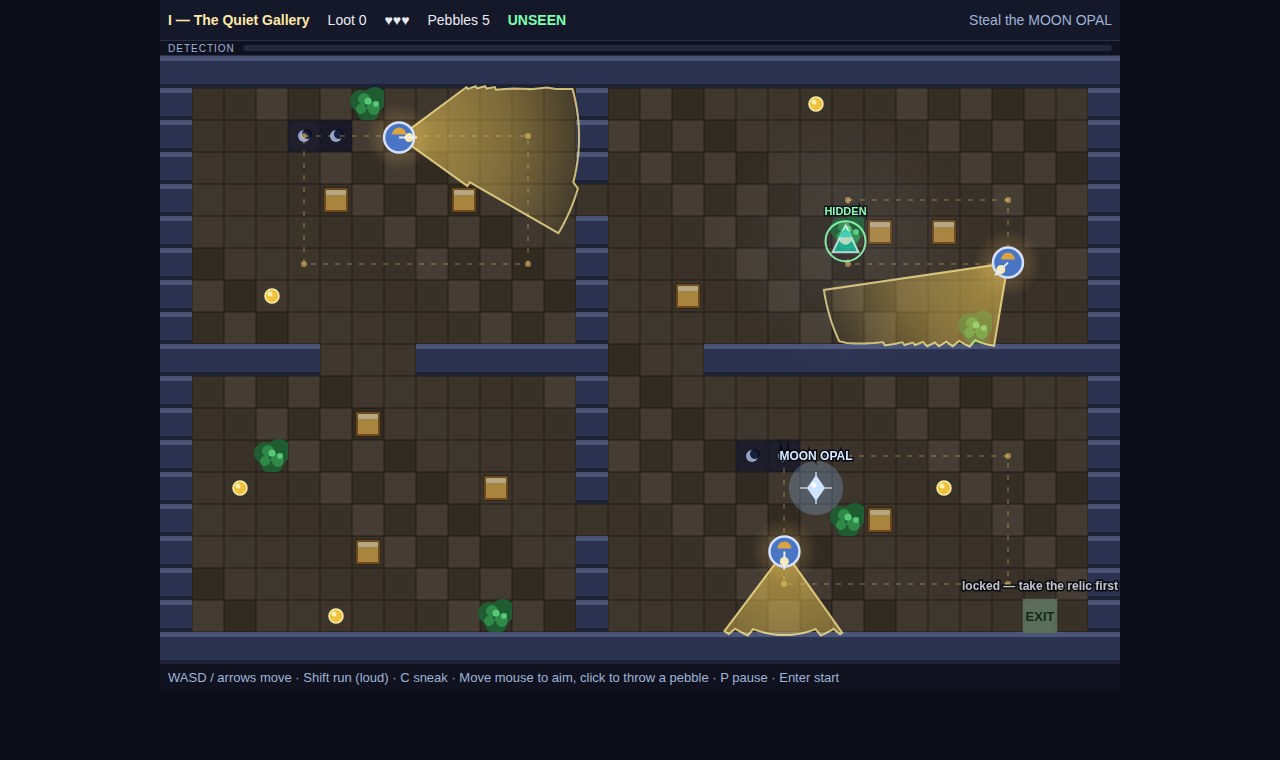 I — The Quiet Gallery Loot 0 ♥♥♥ Pebbles 5 UNSEEN Steal the MOON OPAL
DETECTION
HIDDEN
MOON OPAL
locked — take the relic first
EXIT
WASD / arrows move · Shift run (loud) · C sneak · Move mouse to aim, click to throw a pebble · P pause · Enter start